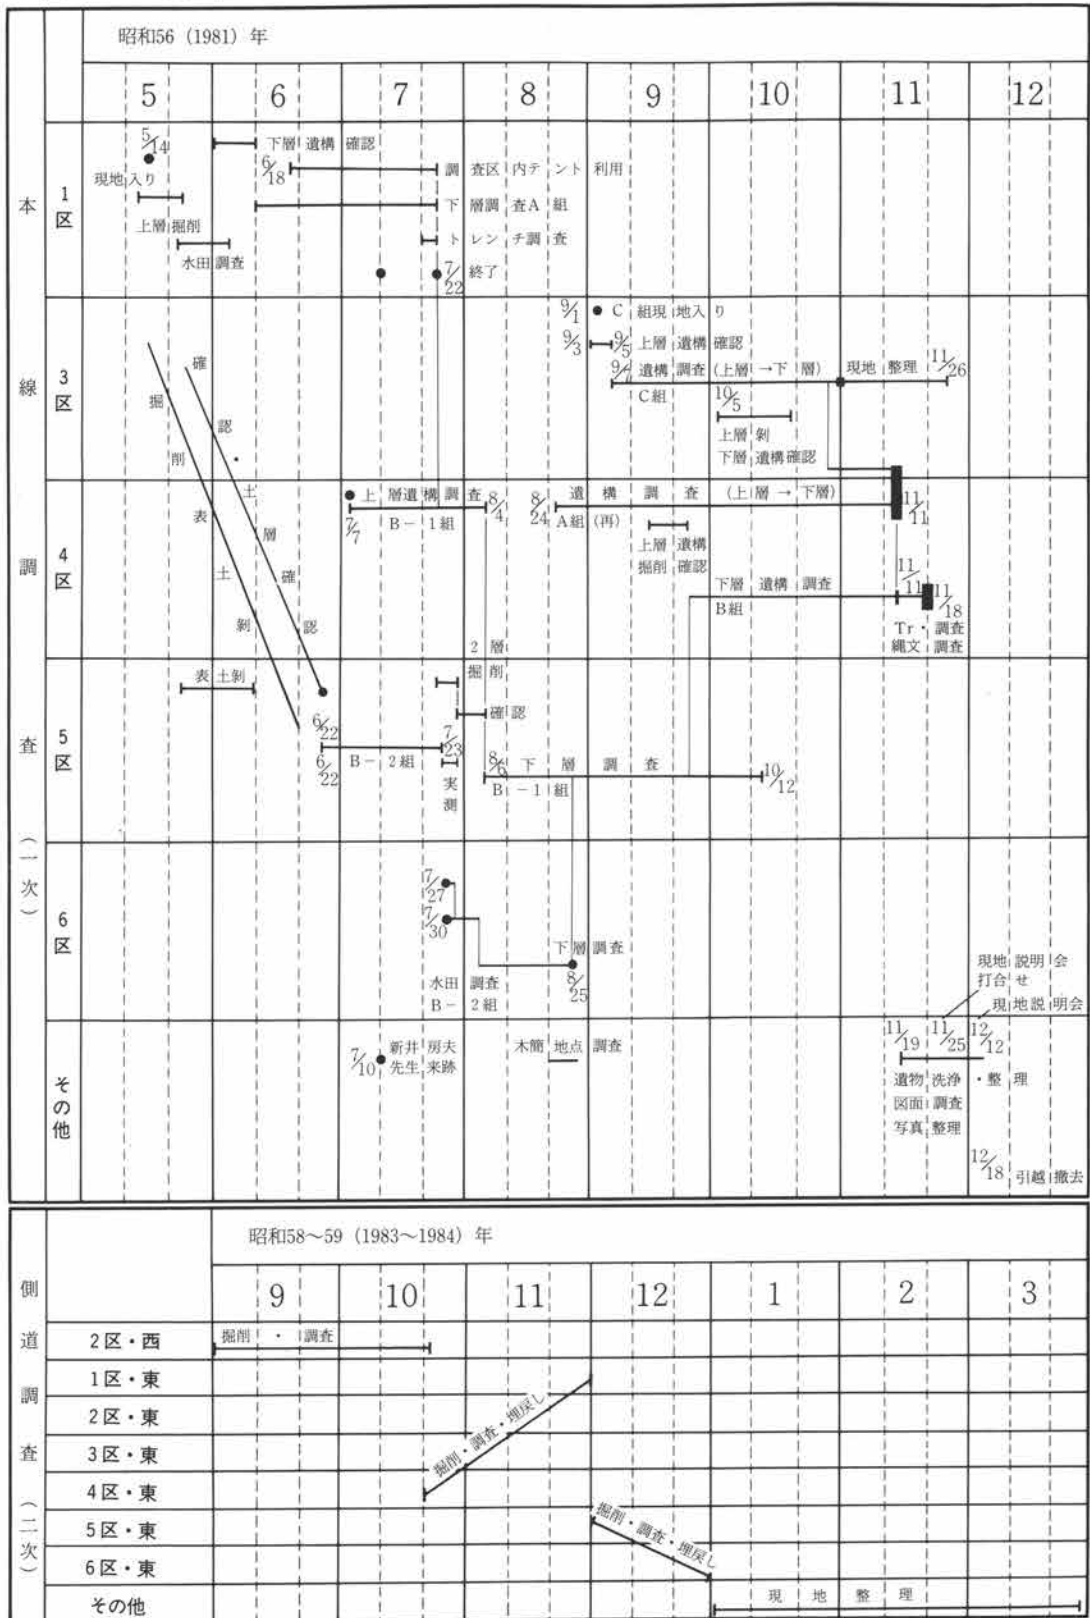 昭和56（1981）年
5 6 7 8 9 10 11 12
本線調査（一次）
1区
5/14
現地入り
上層掘削
水田調査
下層遺構確認
6/18
調査区内テント利用
下層調査A組
トレンチ調査
7/22 終了
3区
9/1 C組現地入り
9/3 9/5 上層遺構確認
9/7 遺構調査（上層→下層） 現地整理 11/26
C組
10/5
上層剝
下層遺構確認
掘削表土剝
確認・土層確認
4区
上層遺構調査 8/4
7/7 B－1組
8/24 遺構調査（上層→下層） 11/11
A組（再）
上層遺構
掘削確認
下層遺構調査 11/11
B組 11/18
Tr・調査
縄文調査
2層
掘削
5区
表土剝
確認
6/22
6/22 B－2組 7/23
実測
8/6 下層調査 10/12
B－1組
6区
7/27
7/30
水田調査
B－2組
下層調査
8/25
現地説明会
打合せ
現地説明会
その他
7/10 新井房夫
先生来跡
木簡地点調査
11/19 11/25 12/12
遺物洗浄・整理
図面調査
写真整理
12/18 引越撤去
昭和58～59（1983～1984）年
9 10 11 12 1 2 3
側道調査（二次）
2区・西 掘削・調査
1区・東
2区・東
3区・東
4区・東
掘削・調査・埋戻し
5区・東
6区・東
掘削・調査・埋戻し
その他 現地整理